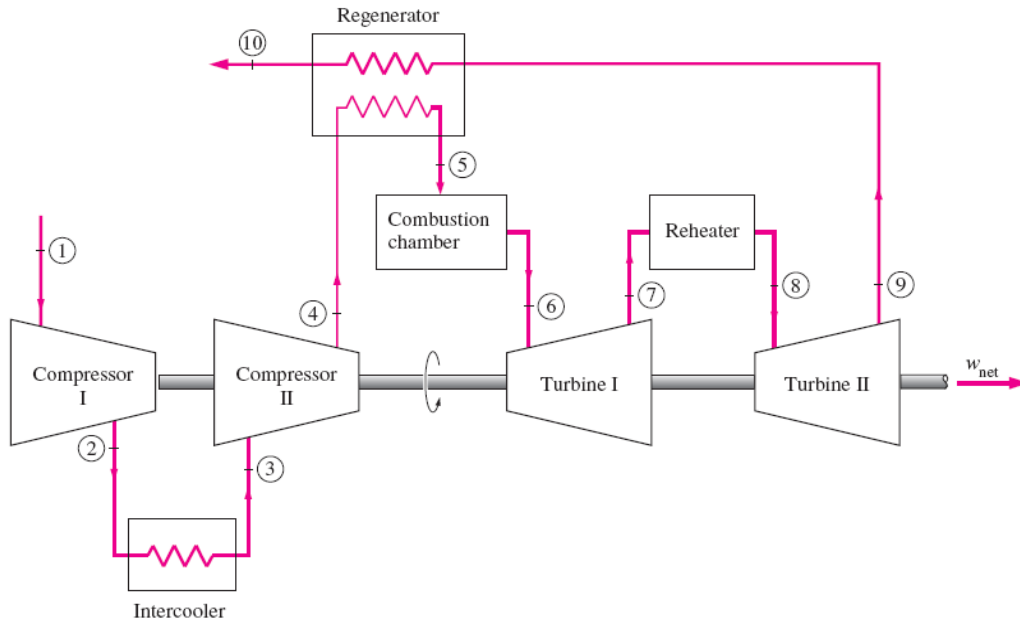 Regenerator
10
5
Combustion
chamber
Reheater
1
4
6
7
8
9
Compressor
I
Compressor
II
Turbine I
Turbine II
w_net
2
3
Intercooler